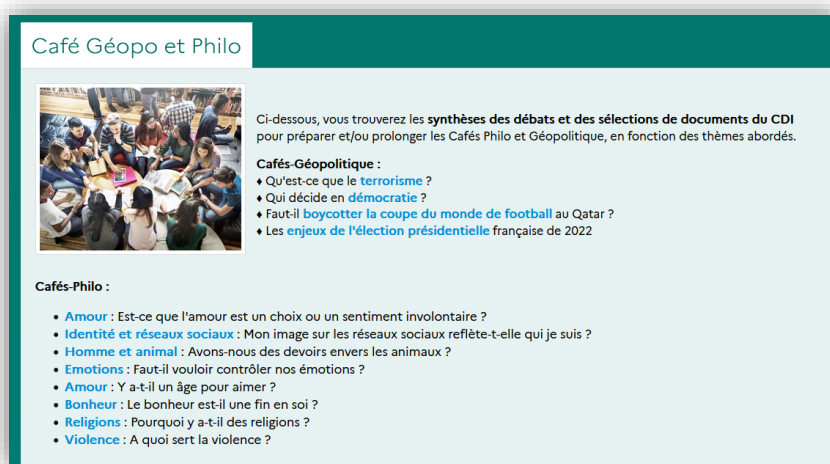 Café Géopo et Philo
Ci-dessous, vous trouverez les synthèses des débats et des sélections de documents du CDI
pour préparer et/ou prolonger les Cafés Philo et Géopolitique, en fonction des thèmes abordés.
Cafés-Géopolitique :
♦ Qu'est-ce que le terrorisme ?
♦ Qui décide en démocratie ?
♦ Faut-il boycotter la coupe du monde de football au Qatar ?
♦ Les enjeux de l'élection présidentielle française de 2022
Cafés-Philo :
• Amour : Est-ce que l'amour est un choix ou un sentiment involontaire ?
• Identité et réseaux sociaux : Mon image sur les réseaux sociaux reflète-t-elle qui je suis ?
• Homme et animal : Avons-nous des devoirs envers les animaux ?
• Emotions : Faut-il vouloir contrôler nos émotions ?
• Amour : Y a-t-il un âge pour aimer ?
• Bonheur : Le bonheur est-il une fin en soi ?
• Religions : Pourquoi y a-t-il des religions ?
• Violence : A quoi sert la violence ?